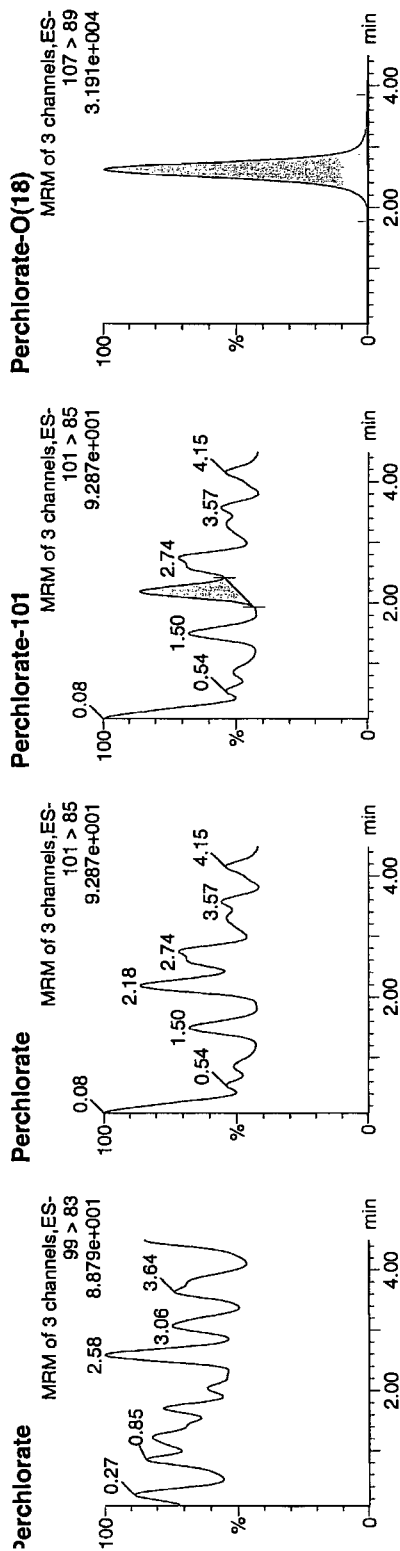 Perchlorate
MRM of 3 channels,ES-
99 > 83
8.879e+001
100
%
0
0.27
0.85
2.58
3.06
3.64
2.00
4.00
min
Perchlorate
MRM of 3 channels,ES-
101 > 85
9.287e+001
100
%
0
0.08
0.54
1.50
2.18
2.74
3.57
4.15
2.00
4.00
min
Perchlorate-101
MRM of 3 channels,ES-
101 > 85
9.287e+001
100
%
0
0.08
0.54
1.50
2.74
3.57
4.15
2.00
4.00
min
Perchlorate-O(18)
MRM of 3 channels,ES-
107 > 89
3.191e+004
100
%
0
2.00
4.00
min